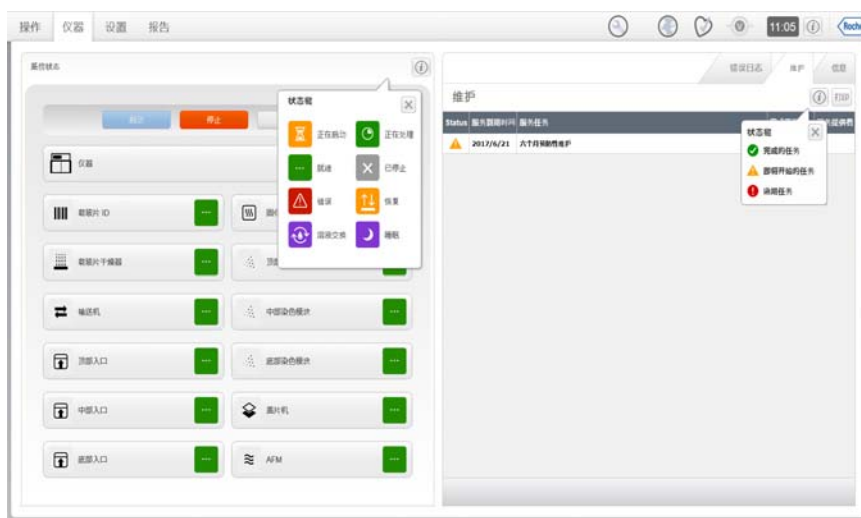 操作 仪器 设置 报告
11:05
Roche
状态
错误日志 维护 信息
状态键
启动 停止
正在启动 正在处理
就绪 已停止
错误 恢复
溶液交换 睡眠
仪器
载玻片 ID
载玻片干燥器
输送机 中部染色模块
顶部入口 底部染色模块
中部入口 盖片机
底部入口 AFM
维护
Status 服务到期时间 服务任务
2017/6/21 六个月预防性维护
状态键
完成的任务
即将开始的任务
逾期任务